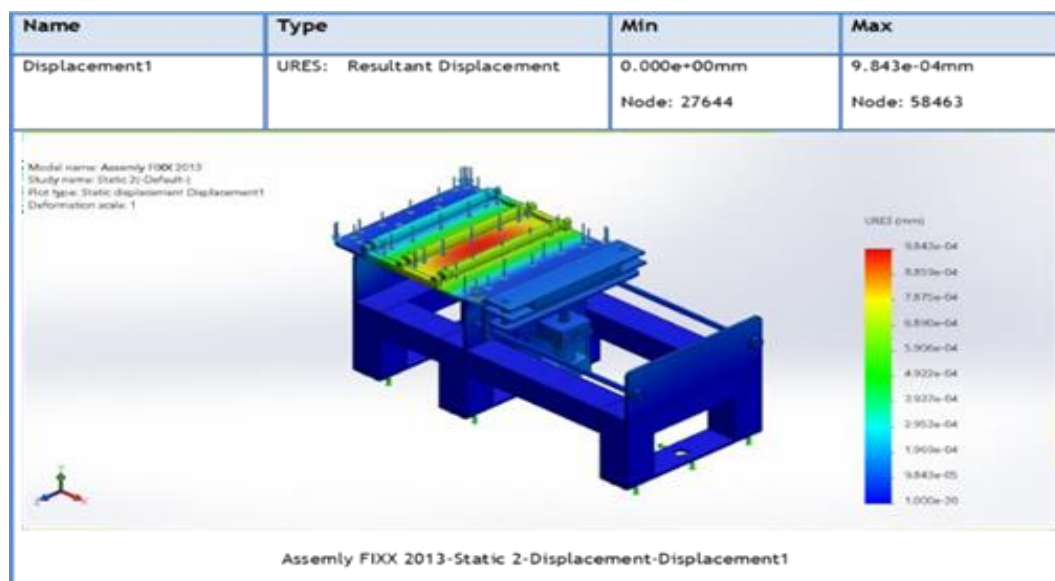 Name Type Min Max
Displacement1 URES: Resultant Displacement 0.000e+00mm 9.843e-04mm
Node: 27644 Node: 58463
Model name: Assemly FIXX 2013
Study name: Static 2(-Default-)
Plot type: Static displacement Displacement1
Deformation scale: 1
URES (mm)
9.843e-04
8.859e-04
7.875e-04
6.890e-04
5.906e-04
4.922e-04
3.937e-04
2.953e-04
1.969e-04
9.843e-05
1.000e-30
Assemly FIXX 2013-Static 2-Displacement-Displacement1